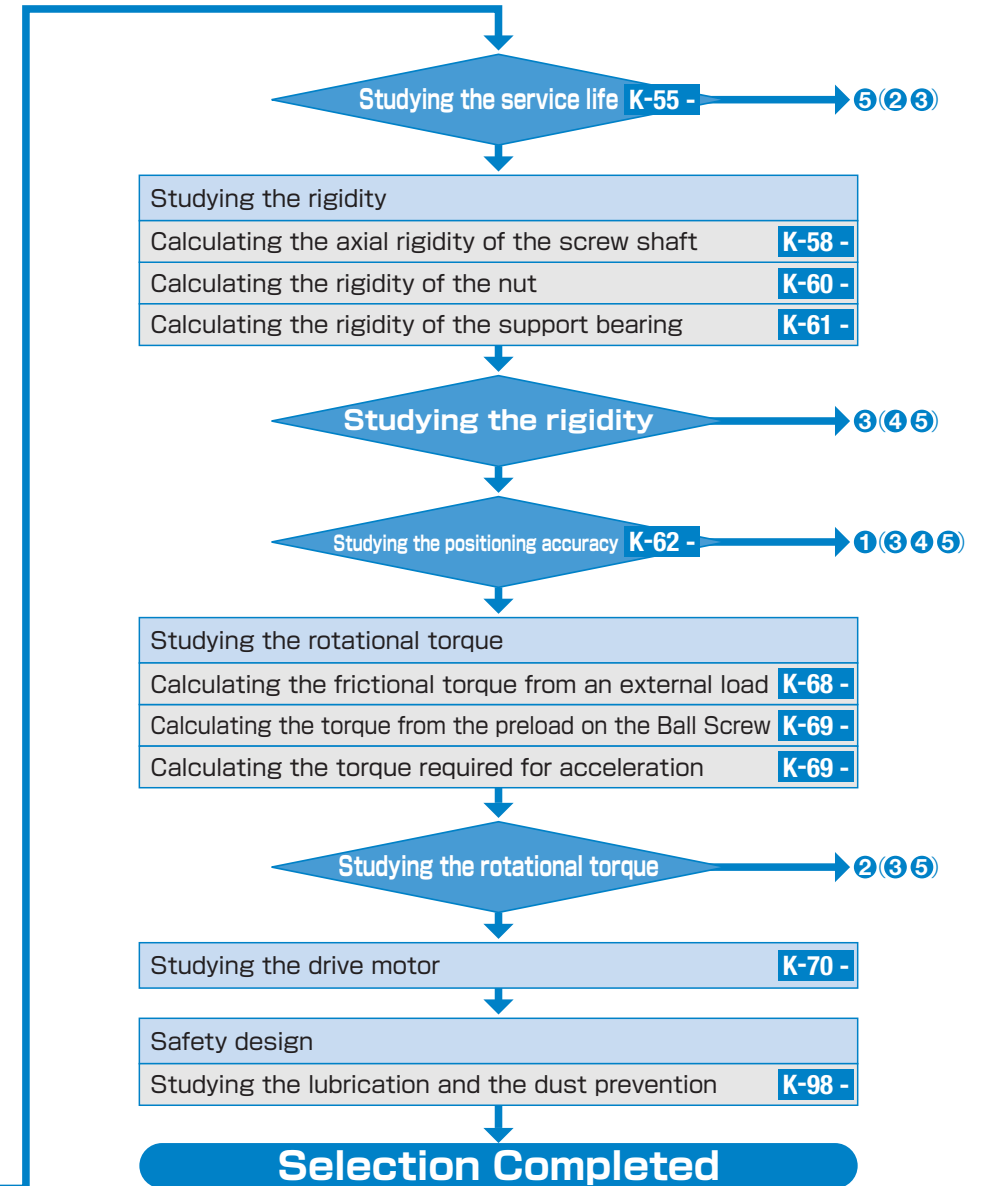 Studying the service life K-55 - ❺(❷❸)
Studying the rigidity
Calculating the axial rigidity of the screw shaft K-58 -
Calculating the rigidity of the nut K-60 -
Calculating the rigidity of the support bearing K-61 -
Studying the rigidity ❸(❹❺)
Studying the positioning accuracy K-62 - ❶(❸❹❺)
Studying the rotational torque
Calculating the frictional torque from an external load K-68 -
Calculating the torque from the preload on the Ball Screw K-69 -
Calculating the torque required for acceleration K-69 -
Studying the rotational torque ❷(❸❺)
Studying the drive motor K-70 -
Safety design
Studying the lubrication and the dust prevention K-98 -
Selection Completed